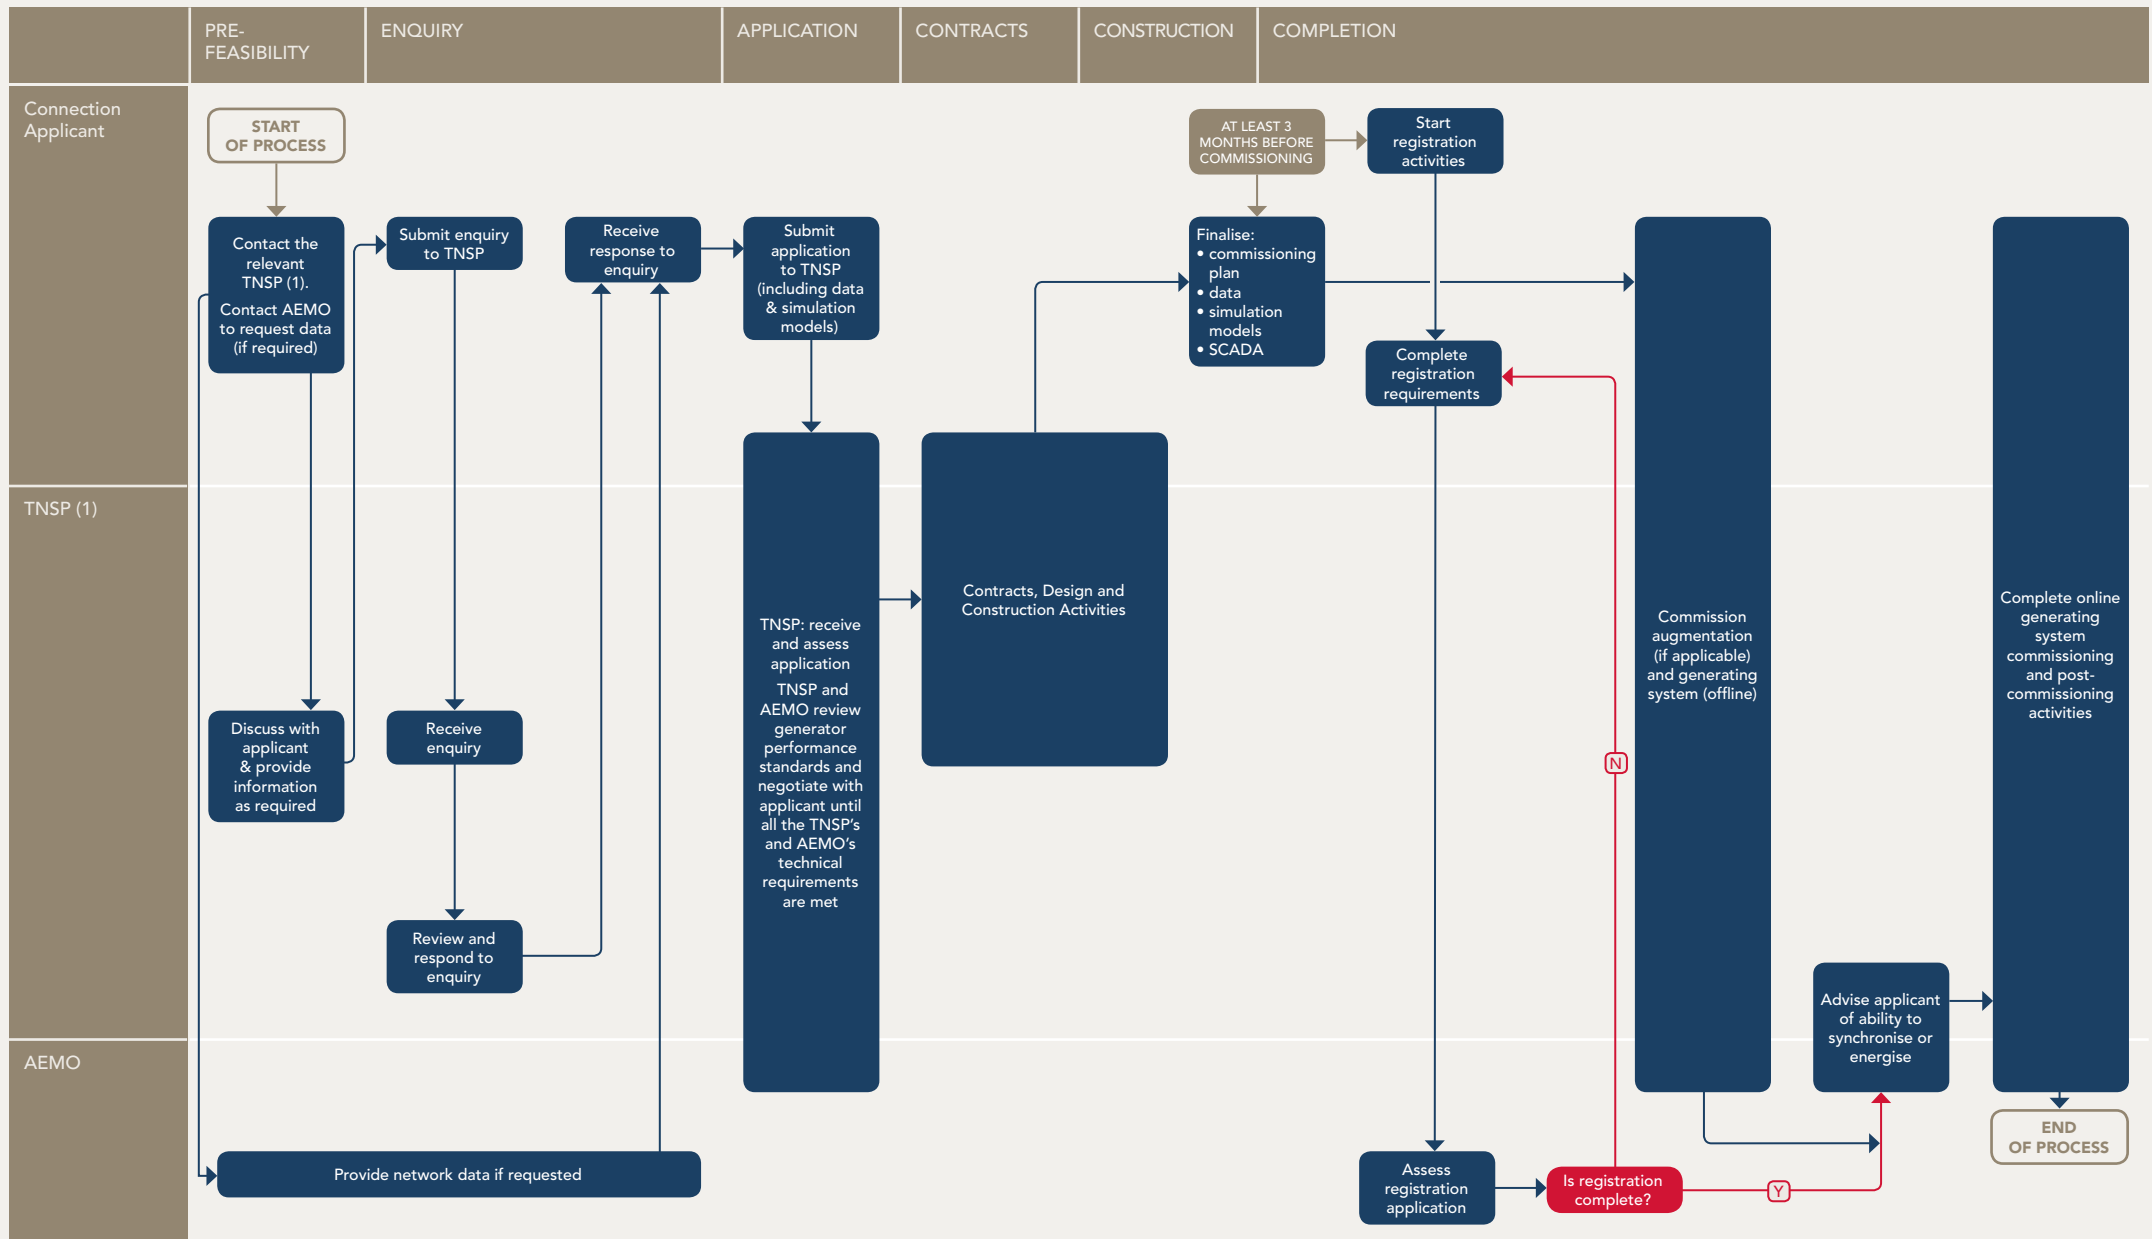 PRE-
FEASIBILITY
ENQUIRY
APPLICATION
CONTRACTS
CONSTRUCTION
COMPLETION
Connection
Applicant
START
OF PROCESS
Contact the
relevant
TNSP (1).
Contact AEMO
to request data
(if required)
Submit enquiry
to TNSP
Receive
response to
enquiry
Submit
application
to TNSP
(including data
& simulation
models)
AT LEAST 3
MONTHS BEFORE
COMMISSIONING
Start
registration
activities
Finalise:
• commissioning
plan
• data
• simulation
models
• SCADA
Complete
registration
requirements
TNSP (1)
Discuss with
applicant
& provide
information
as required
Receive
enquiry
Review and
respond to
enquiry
TNSP: receive
and assess
application
TNSP and
AEMO review
generator
performance
standards and
negotiate with
applicant until
all the TNSP's
and AEMO's
technical
requirements
are met
Contracts, Design and
Construction Activities
N
Commission
augmentation
(if applicable)
and generating
system (offline)
Advise applicant
of ability to
synchronise or
energise
Complete online
generating
system
commissioning
and post-
commissioning
activities
AEMO
Provide network data if requested
Assess
registration
application
Is registration
complete?
Y
END
OF PROCESS